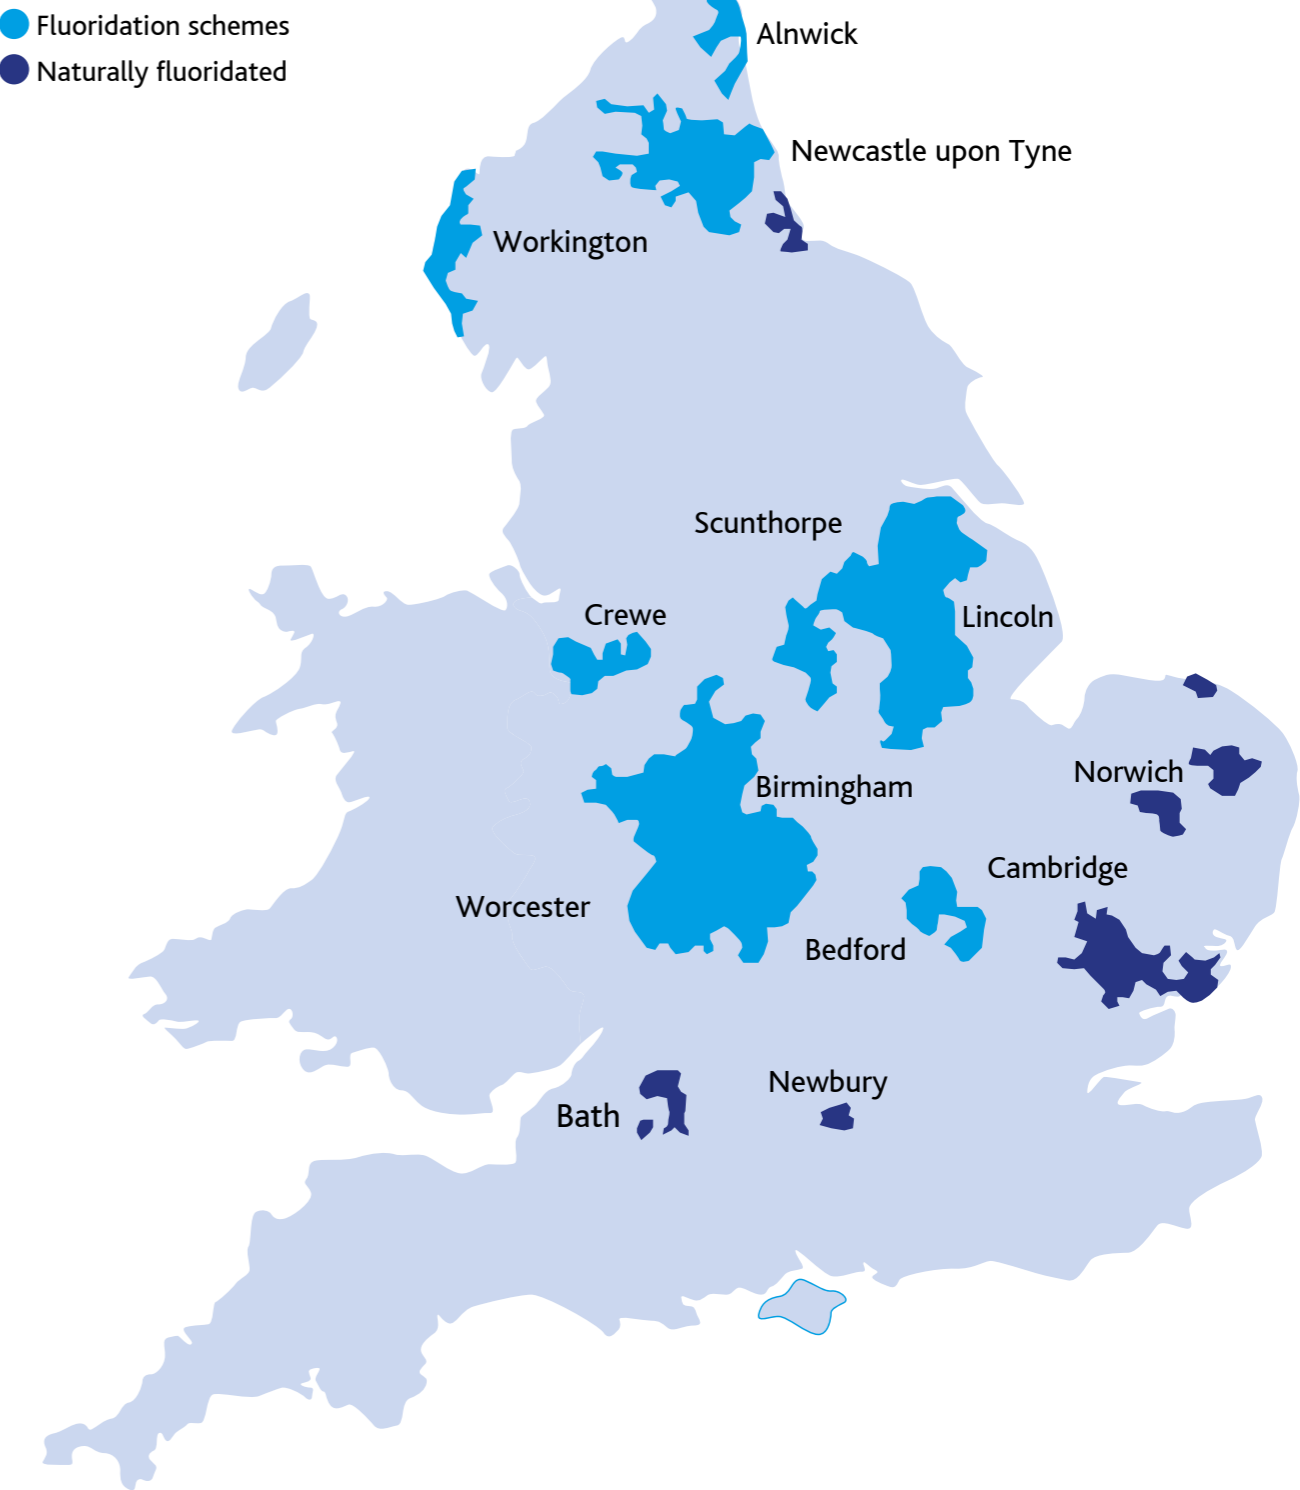 Fluoridation schemes
Naturally fluoridated
Alnwick
Newcastle upon Tyne
Workington
Scunthorpe
Crewe
Lincoln
Norwich
Birmingham
Cambridge
Worcester
Bedford
Newbury
Bath